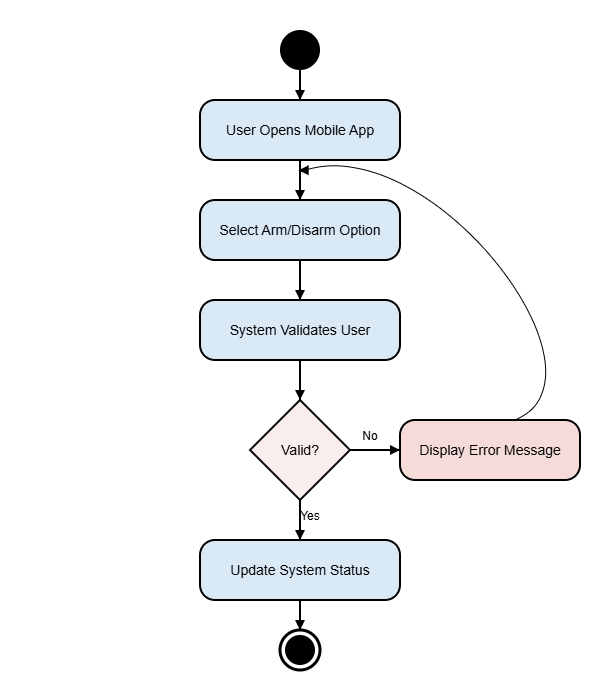 User Opens Mobile App
Select Arm/Disarm Option
System Validates User
Valid?
No
Display Error Message
Yes
Update System Status